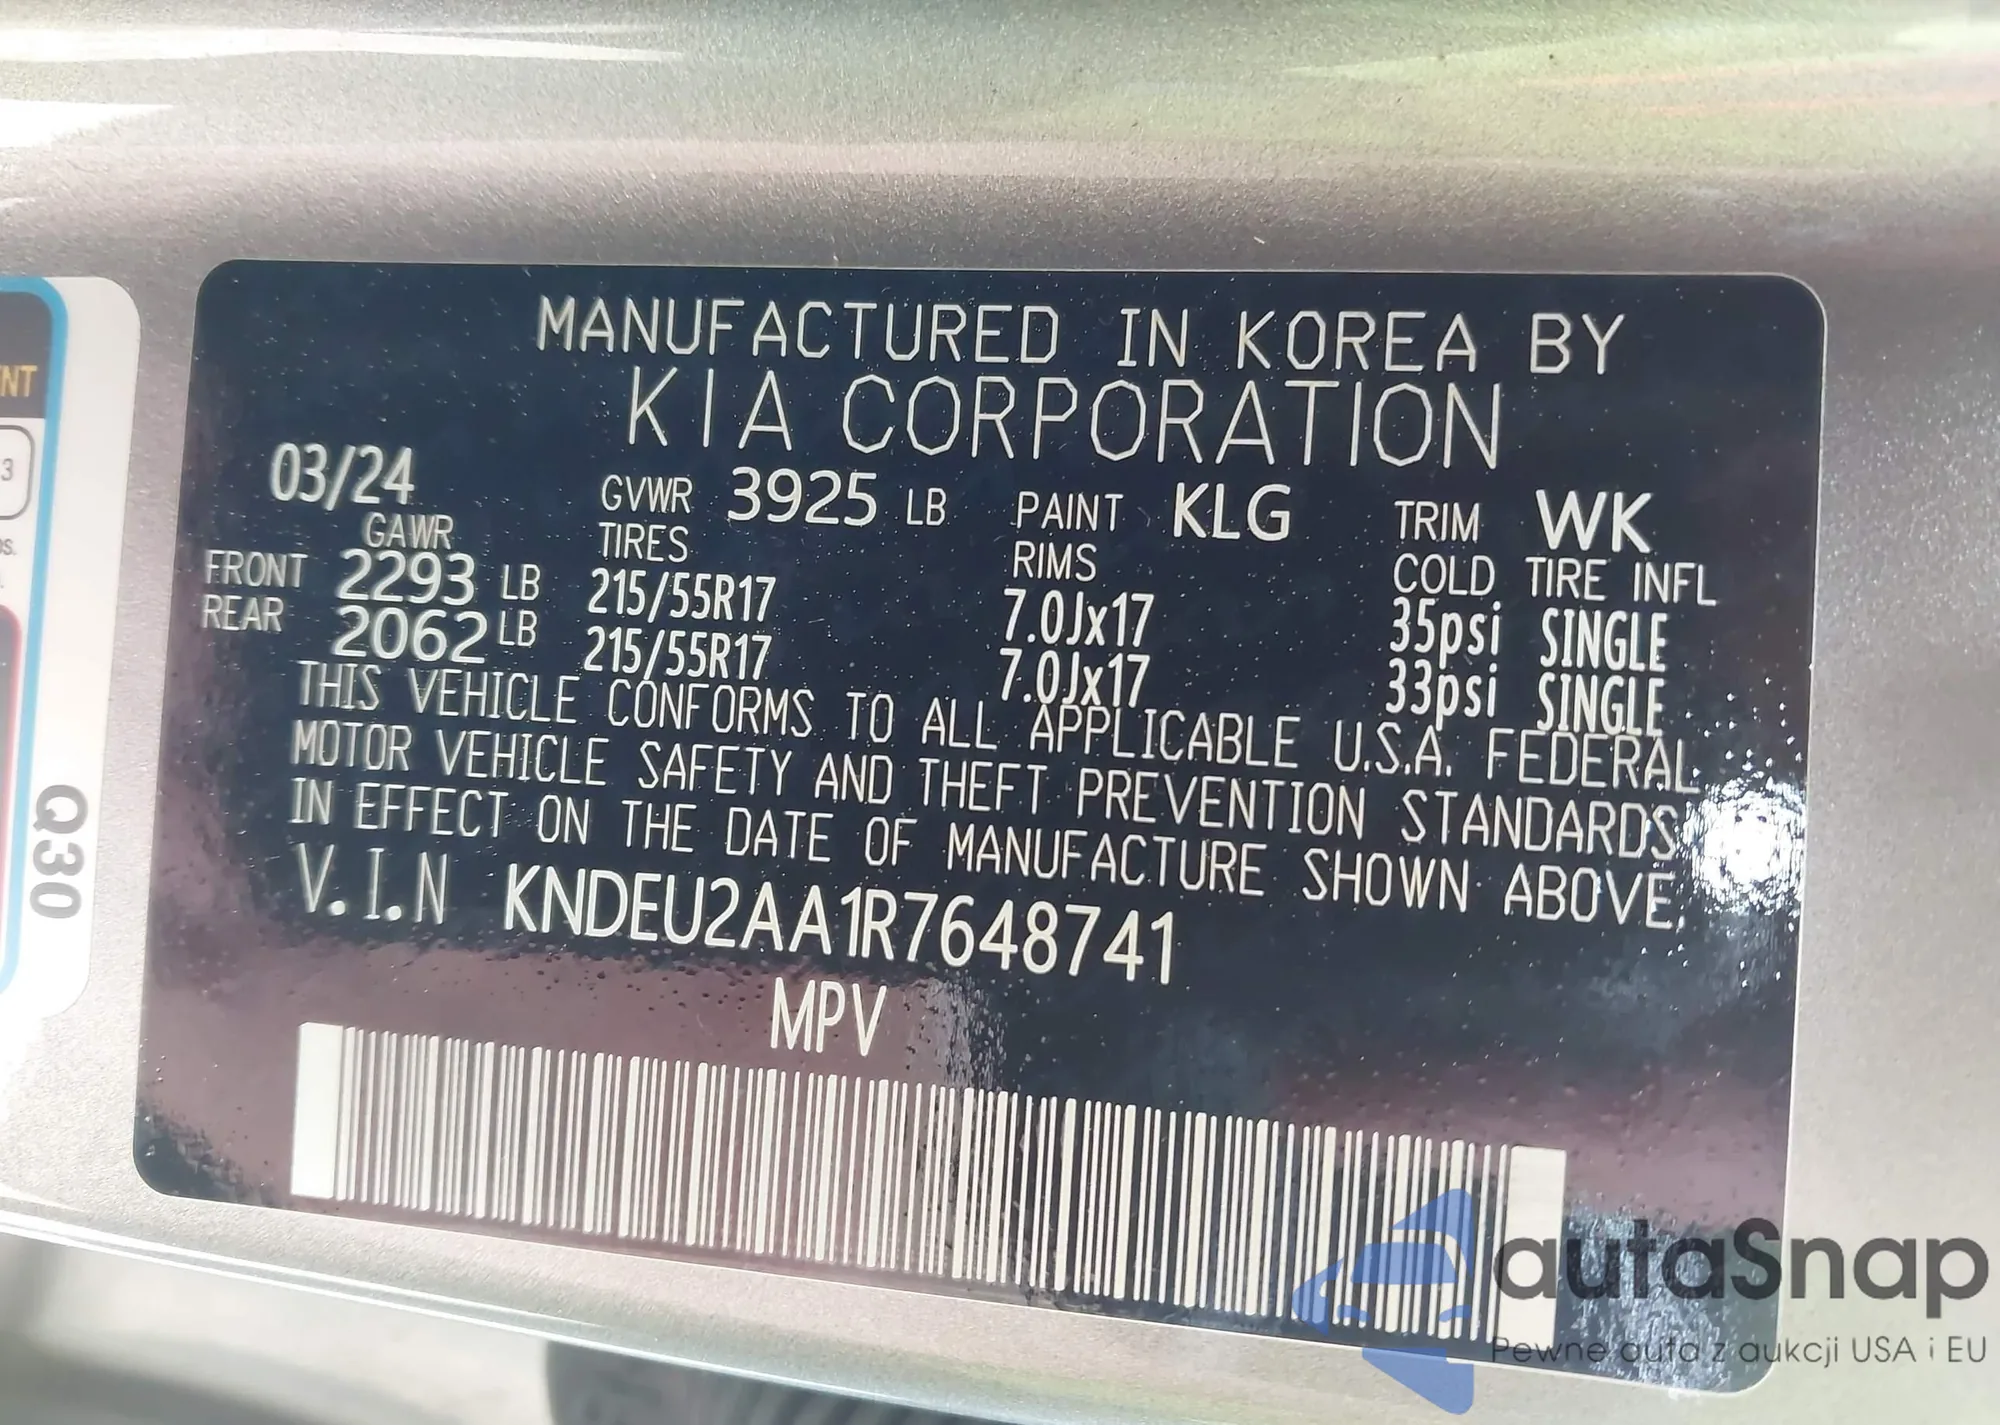 MANUFACTURED IN KOREA BY
KIA CORPORATION
03/24 GVWR 3925 LB PAINT KLG TRIM WK
GAWR TIRES RIMS COLD TIRE INFL
FRONT 2293 LB 215/55R17 7.0Jx17 35psi SINGLE
REAR 2062 LB 215/55R17 7.0Jx17 33psi SINGLE
THIS VEHICLE CONFORMS TO ALL APPLICABLE U.S.A. FEDERAL
MOTOR VEHICLE SAFETY AND THEFT PREVENTION STANDARDS
IN EFFECT ON THE DATE OF MANUFACTURE SHOWN ABOVE.
V.I.N KNDEU2AA1R7648741
MPV
Q30
NT
3
autaSnap
Pewne auta z aukcji USA i EU